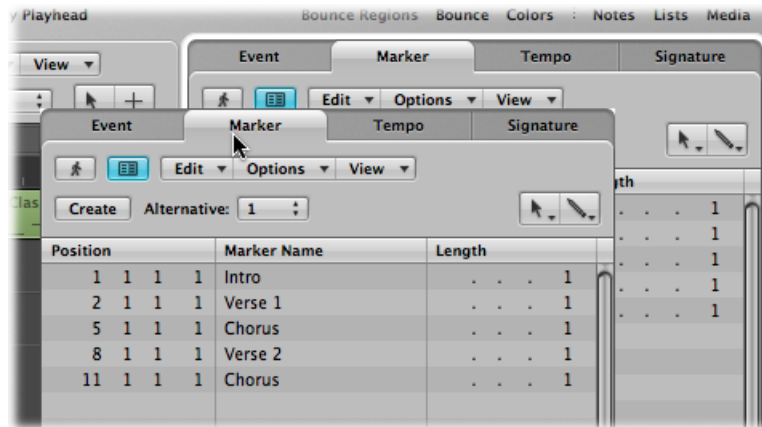 Playhead
Bounce Regions Bounce Colors Notes Lists Media
View
Event Marker Tempo Signature
Edit Options View
Event Marker Tempo Signature
Edit Options View
Create Alternative: 1
Position Marker Name Length
1 1 1 1 Intro . . . 1
2 1 1 1 Verse 1 . . . 1
5 1 1 1 Chorus . . . 1
8 1 1 1 Verse 2 . . . 1
11 1 1 1 Chorus . . . 1
gth
. . . 1
. . . 1
. . . 1
. . . 1
. . . 1
Clas